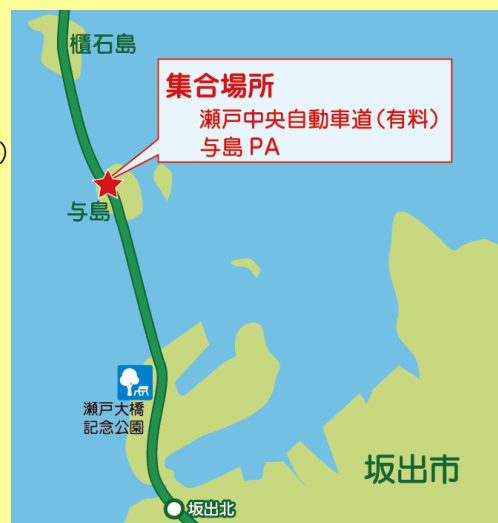 櫃石島
集合場所
瀬戸中央自動車道(有料)
与島 PA
)
与島
瀬戸大橋
記念公園
坂出市
坂出北